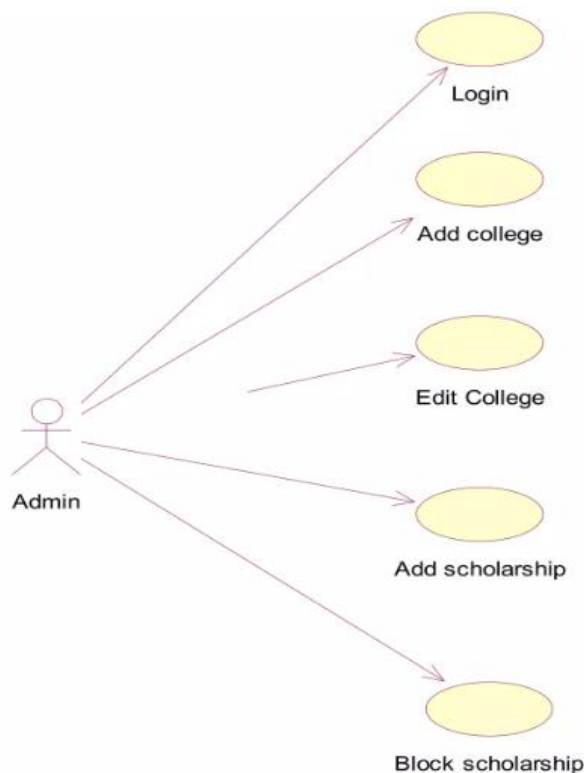 Login
Add college
Edit College
Admin
Add scholarship
Block scholarship